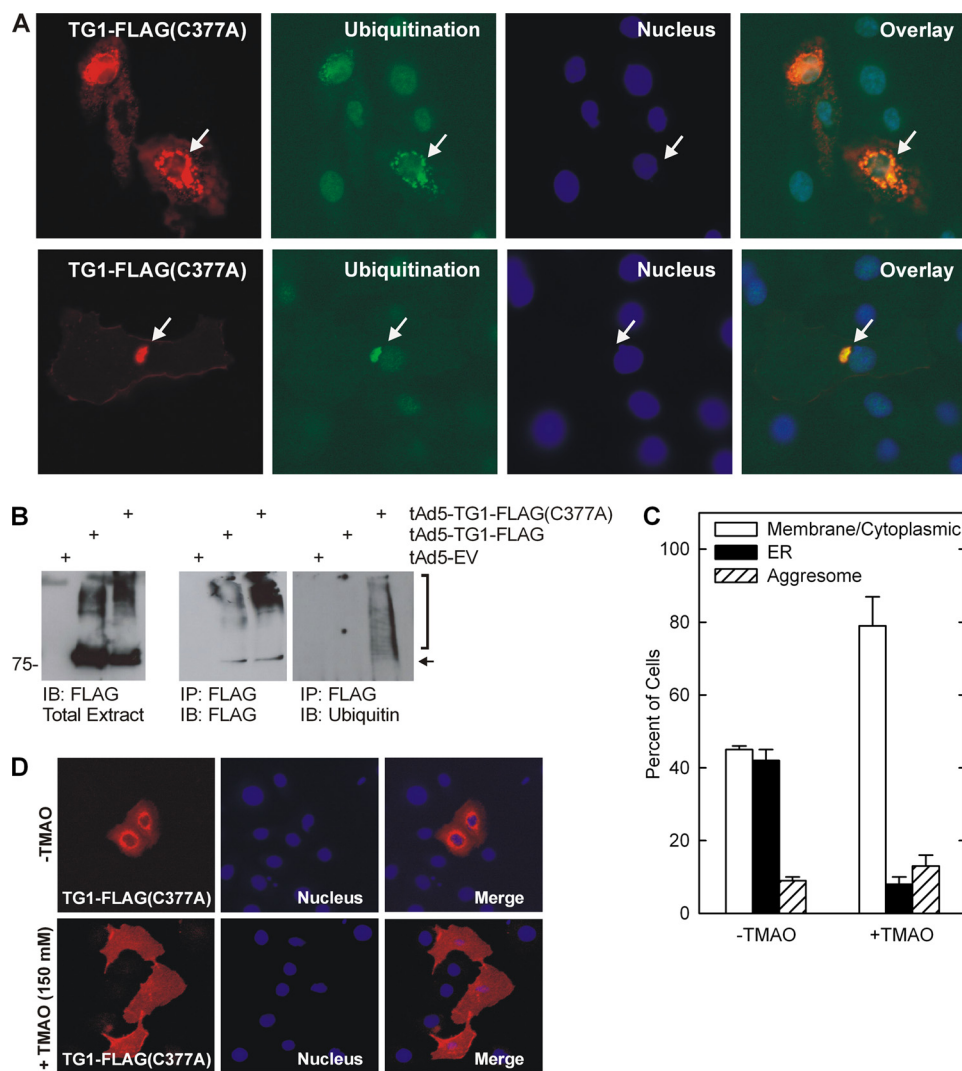 A
TG1-FLAG(C377A)
Ubiquitination
Nucleus
Overlay
TG1-FLAG(C377A)
Ubiquitination
Nucleus
Overlay
B
+ tAd5-TG1-FLAG(C377A)
+ + + tAd5-TG1-FLAG
+ + + tAd5-EV
75-
IB: FLAG
Total Extract
IP: FLAG
IB: FLAG
IP: FLAG
IB: Ubiquitin
C
Membrane/Cytoplasmic
ER
Aggresome
Percent of Cells
100
80
60
40
20
0
-TMAO
+TMAO
D
-TMAO
TG1-FLAG(C377A)
Nucleus
Merge
+ TMAO (150 mM)
TG1-FLAG(C377A)
Nucleus
Merge